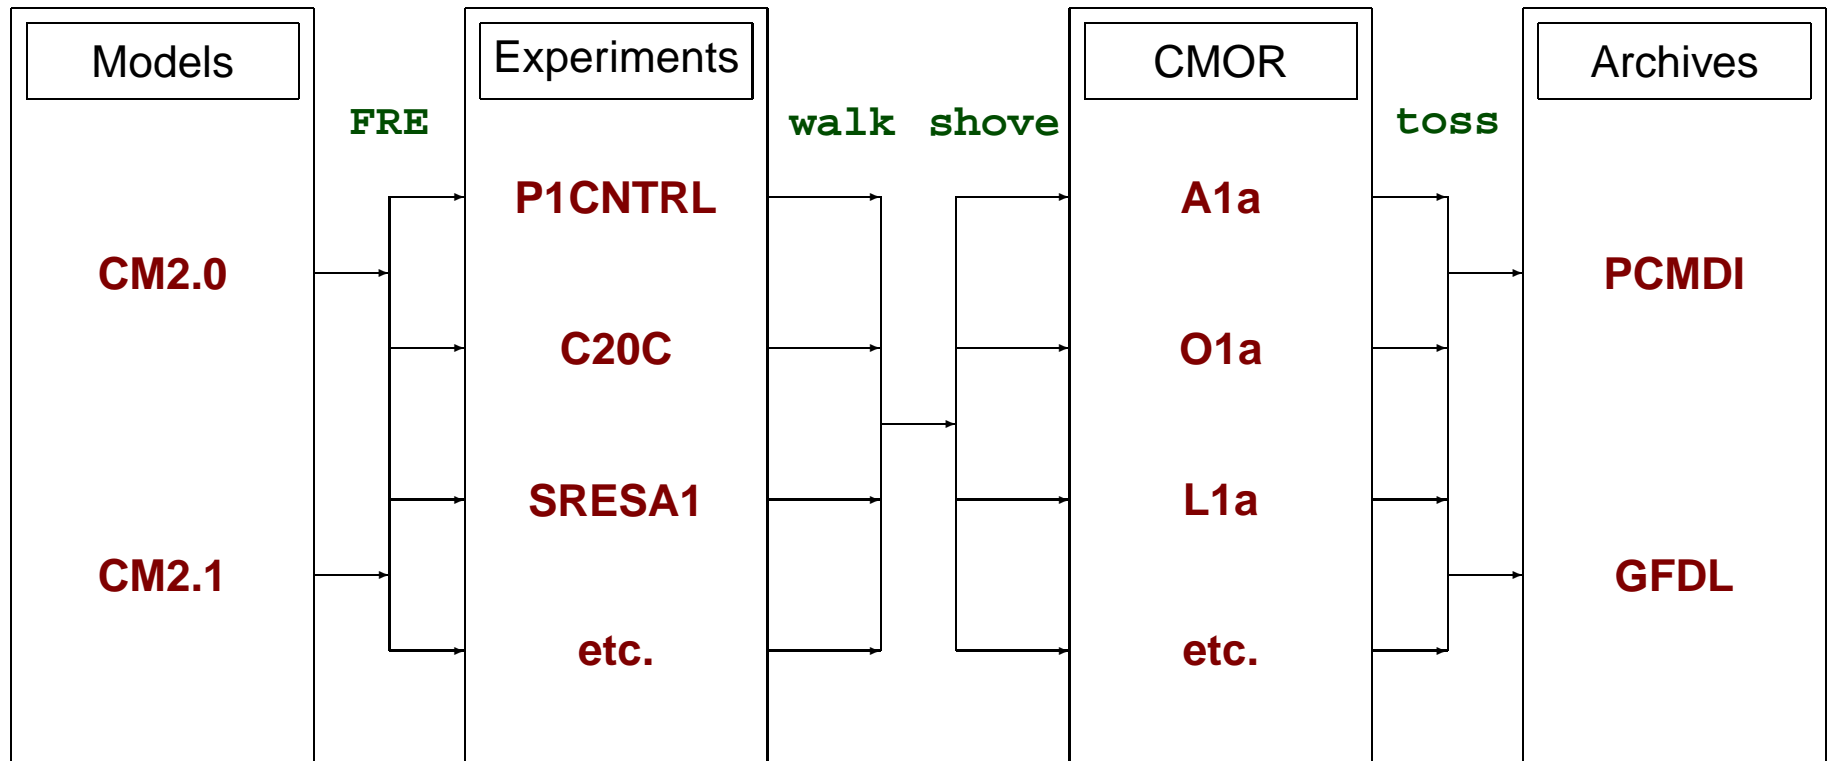 Models
Experiments
CMOR
Archives
FRE
walk
shove
toss
P1CNTRL
A1a
CM2.0
PCMDI
C20C
O1a
SRESA1
L1a
CM2.1
GFDL
etc.
etc.